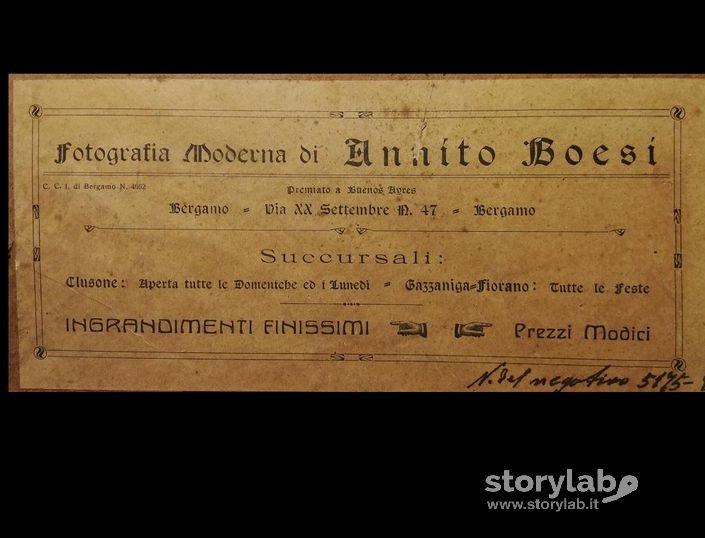 Fotografia Moderna di Annito Boesi
C. C. I. di Bergamo N. 4662
Premiato a Buenos Ayres
Bergamo = Via XX Settembre N. 47 = Bergamo
Succursali:
Clusone: Aperta tutte le Domeniche ed i Lunedì = Gazzaniga=Fiorano: Tutte le Feste
INGRANDIMENTI FINISSIMI Prezzi Modici
N. del negativo 5175-
storylab
www.storylab.it